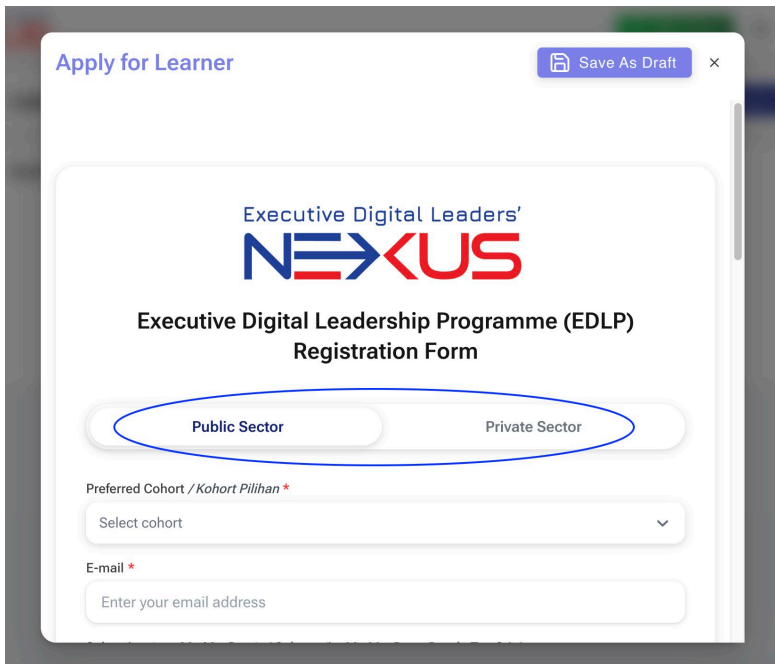 Apply for Learner
Save As Draft
Executive Digital Leaders'
NEXUS
Executive Digital Leadership Programme (EDLP)
Registration Form
Public Sector
Private Sector
Preferred Cohort / Kohort Pilihan *
Select cohort
E-mail *
Enter your email address